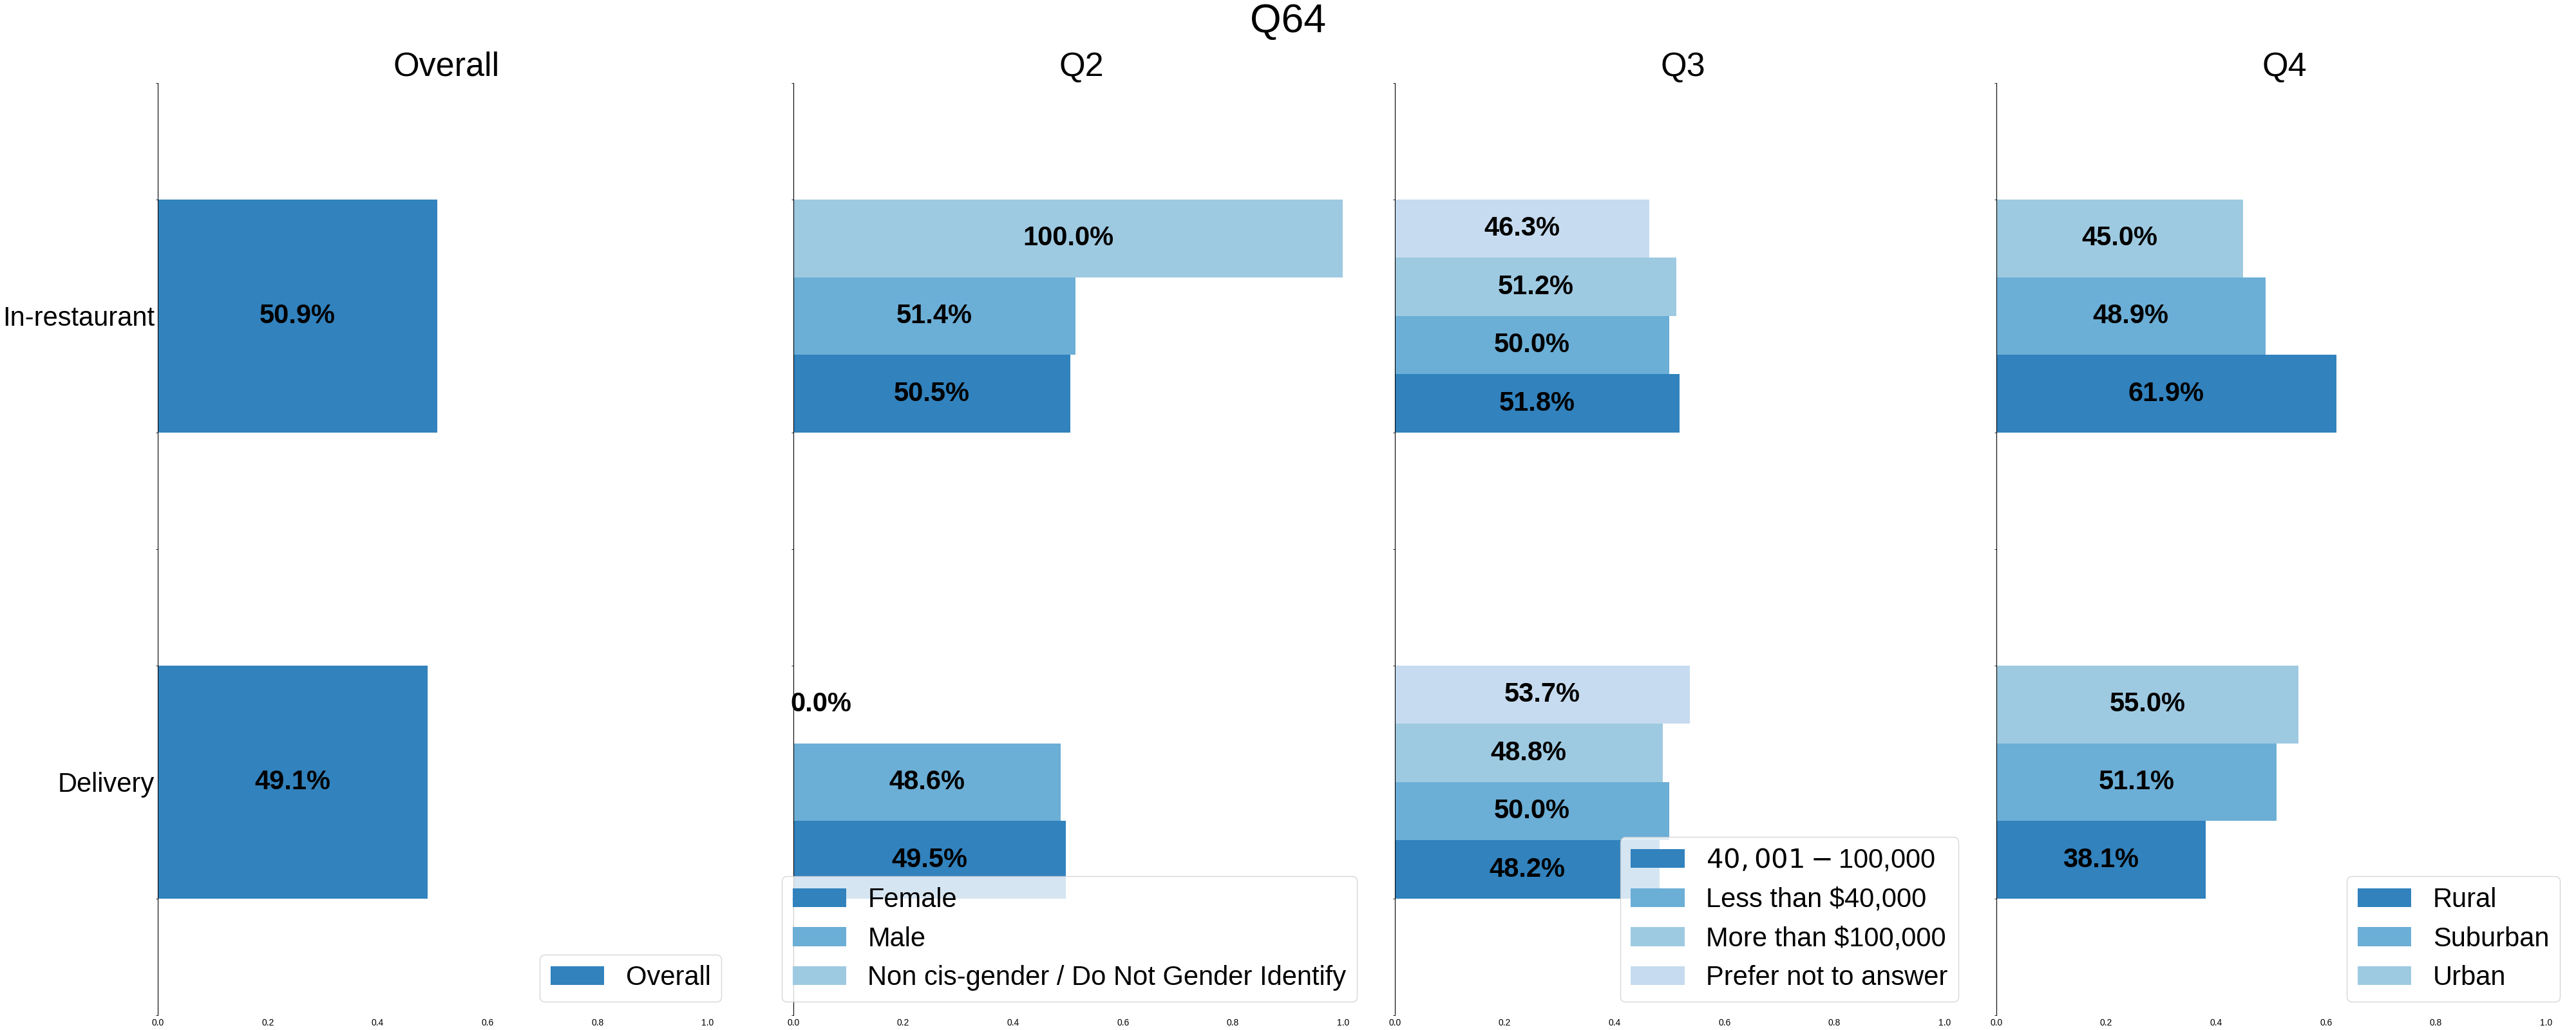 Q64
Overall
In-restaurant
50.9%
Delivery
49.1%
Overall
0.0 0.2 0.4 0.6 0.8 1.0
Q2
100.0%
51.4%
50.5%
0.0%
48.6%
49.5%
Female
Male
Non cis-gender / Do Not Gender Identify
0.0 0.2 0.4 0.6 0.8 1.0
Q3
46.3%
51.2%
50.0%
51.8%
53.7%
48.8%
50.0%
48.2%
40,001 − 100,000
Less than $40,000
More than $100,000
Prefer not to answer
0.0 0.2 0.4 0.6 0.8 1.0
Q4
45.0%
48.9%
61.9%
55.0%
51.1%
38.1%
Rural
Suburban
Urban
0.0 0.2 0.4 0.6 0.8 1.0